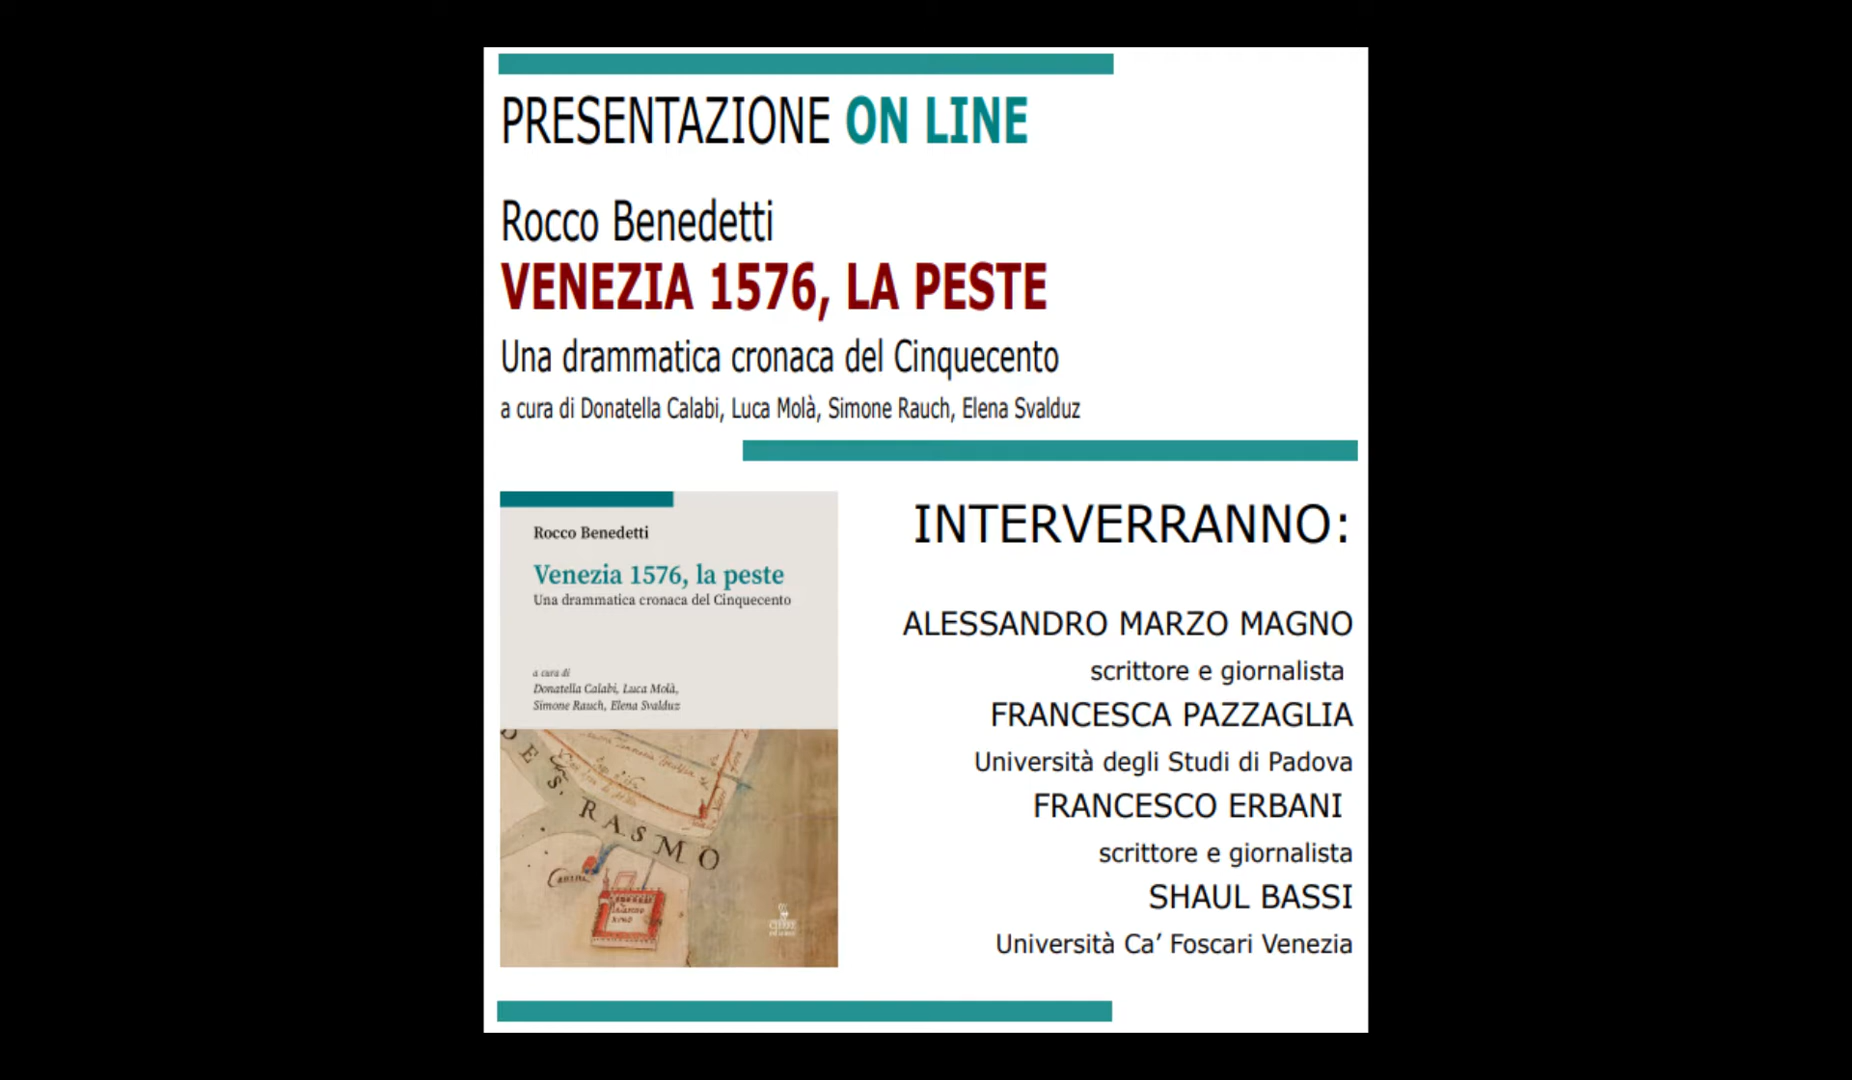 PRESENTAZIONE ON LINE
Rocco Benedetti
VENEZIA 1576, LA PESTE
Una drammatica cronaca del Cinquecento
a cura di Donatella Calabi, Luca Molà, Simone Rauch, Elena Svalduz
Rocco Benedetti
Venezia 1576, la peste
Una drammatica cronaca del Cinquecento
a cura di
Donatella Calabi, Luca Molà,
Simone Rauch, Elena Svalduz
DE S. RASMO
INTERVERRANNO:
ALESSANDRO MARZO MAGNO
scrittore e giornalista
FRANCESCA PAZZAGLIA
Università degli Studi di Padova
FRANCESCO ERBANI
scrittore e giornalista
SHAUL BASSI
Università Ca’ Foscari Venezia